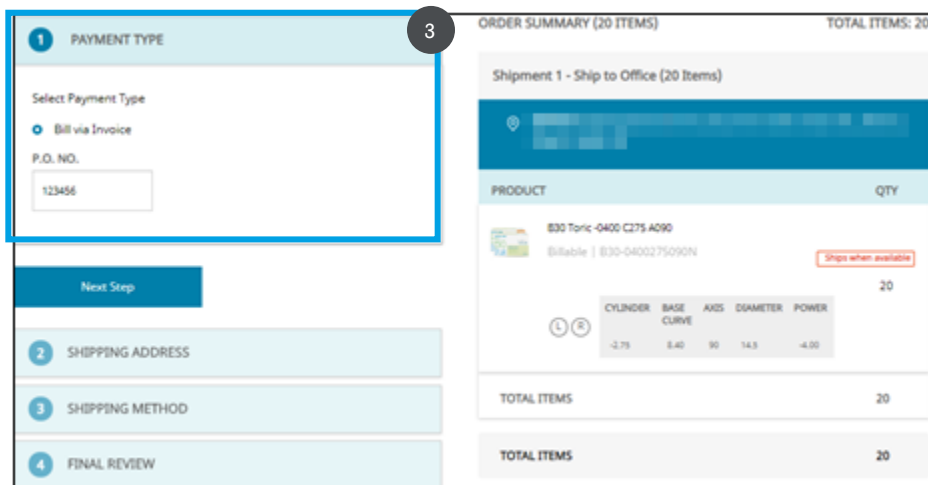 3
1 PAYMENT TYPE
Select Payment Type
Bill via Invoice
P.O. NO.
123456
Next Step
2 SHIPPING ADDRESS
3 SHIPPING METHOD
4 FINAL REVIEW
ORDER SUMMARY (20 ITEMS) TOTAL ITEMS: 20
Shipment 1 - Ship to Office (20 Items)
PRODUCT QTY
B30 Toric -0400 C275 A090
Billable | B30-0400275090N
Ships when available
20
L R
CYLINDER BASE CURVE AXIS DIAMETER POWER
-2.75 8.40 90 14.5 -4.00
TOTAL ITEMS 20
TOTAL ITEMS 20